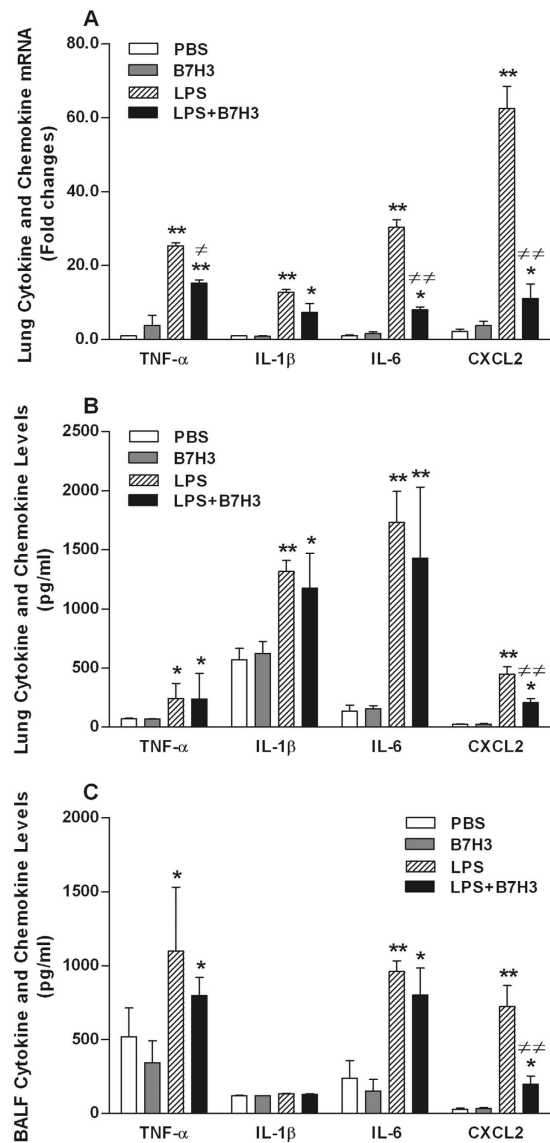 A
Lung Cytokine and Chemokine mRNA
(Fold changes)
80.0
60.0
40.0
20.0
0.0
PBS
B7H3
LPS
LPS+B7H3
**
≠
**
**
*
**
≠≠
*
**
≠≠
*
TNF-α IL-1β IL-6 CXCL2
B
Lung Cytokine and Chemokine Levels
(pg/ml)
2500
2000
1500
1000
500
0
PBS
B7H3
LPS
LPS+B7H3
* *
** *
** **
**
≠≠
*
TNF-α IL-1β IL-6 CXCL2
C
BALF Cytokine and Chemokine Levels
(pg/ml)
2000
1500
1000
500
0
PBS
B7H3
LPS
LPS+B7H3
*
*
** *
**
≠≠
*
TNF-α IL-1β IL-6 CXCL2